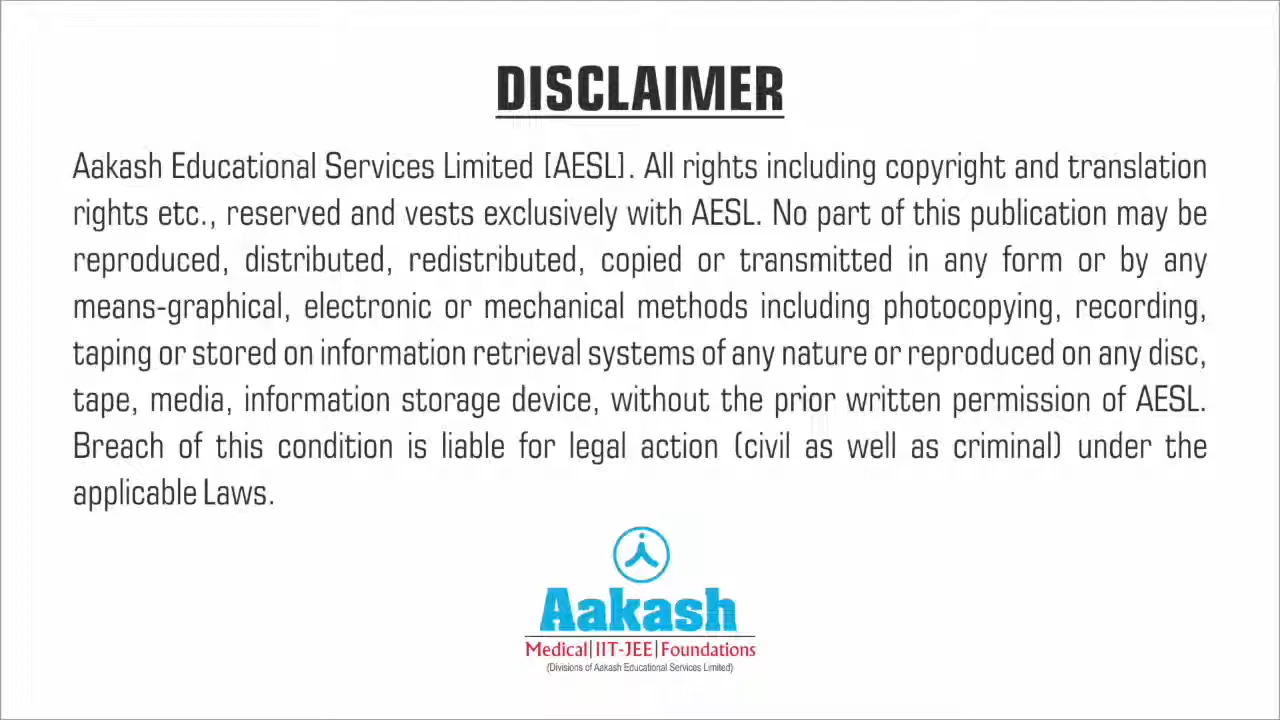 DISCLAIMER
Aakash Educational Services Limited [AESL]. All rights including copyright and translation
rights etc., reserved and vests exclusively with AESL. No part of this publication may be
reproduced, distributed, redistributed, copied or transmitted in any form or by any
means-graphical, electronic or mechanical methods including photocopying, recording,
taping or stored on information retrieval systems of any nature or reproduced on any disc,
tape, media, information storage device, without the prior written permission of AESL.
Breach of this condition is liable for legal action (civil as well as criminal) under the
applicable Laws.
Aakash
Medical|IIT-JEE|Foundations
(Divisions of Aakash Educational Services Limited)